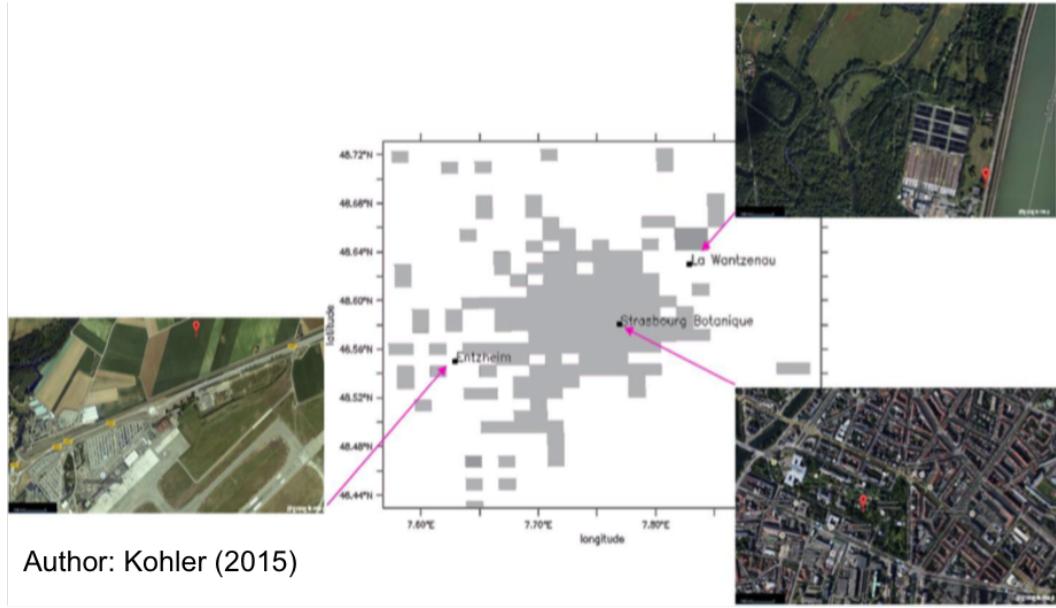 48.72°N
48.68°N
48.64°N
48.60°N
48.56°N
48.52°N
48.48°N
48.44°N
latitude
La Wantzenau
Strasbourg Botanique
Entzheim
7.60°E
7.70°E
7.80°E
longitude
Author: Kohler (2015)